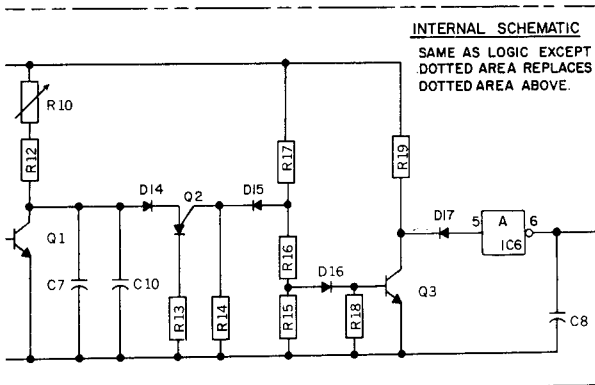 INTERNAL SCHEMATIC
SAME AS LOGIC EXCEPT
DOTTED AREA REPLACES
DOTTED AREA ABOVE.
R10
R12
R17
R19
D14
Q2
D15
D17
5
A
6
IC6
Q1
R16
D16
Q3
C7
C10
R13
R14
R15
R18
C8